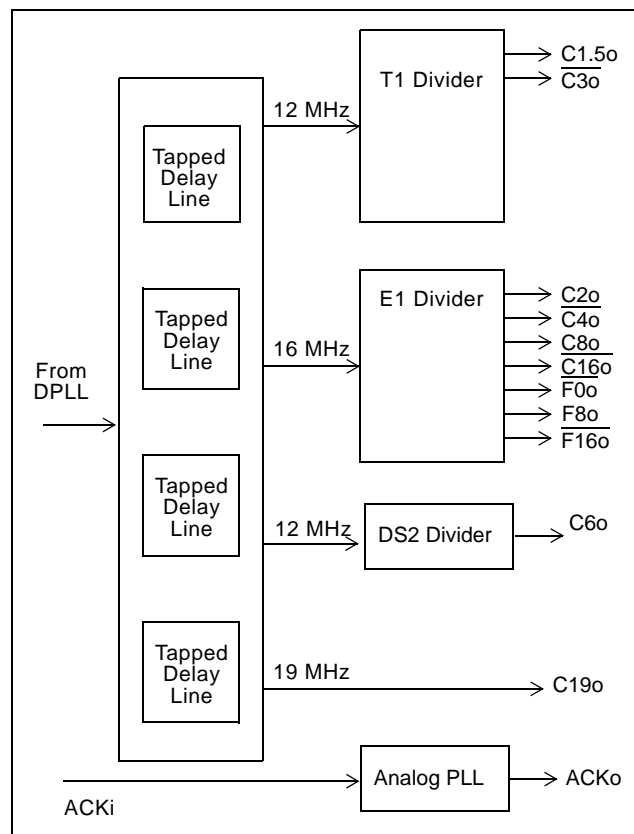 C1.5o
T1 Divider
C3o
12 MHz
Tapped
Delay
Line
E1 Divider
C2o
C4o
C8o
C16o
F0o
F8o
F16o
Tapped
Delay
Line
16 MHz
From
DPLL
Tapped
Delay
Line
12 MHz
DS2 Divider
C6o
Tapped
Delay
Line
19 MHz
C19o
ACKi
Analog PLL
ACKo